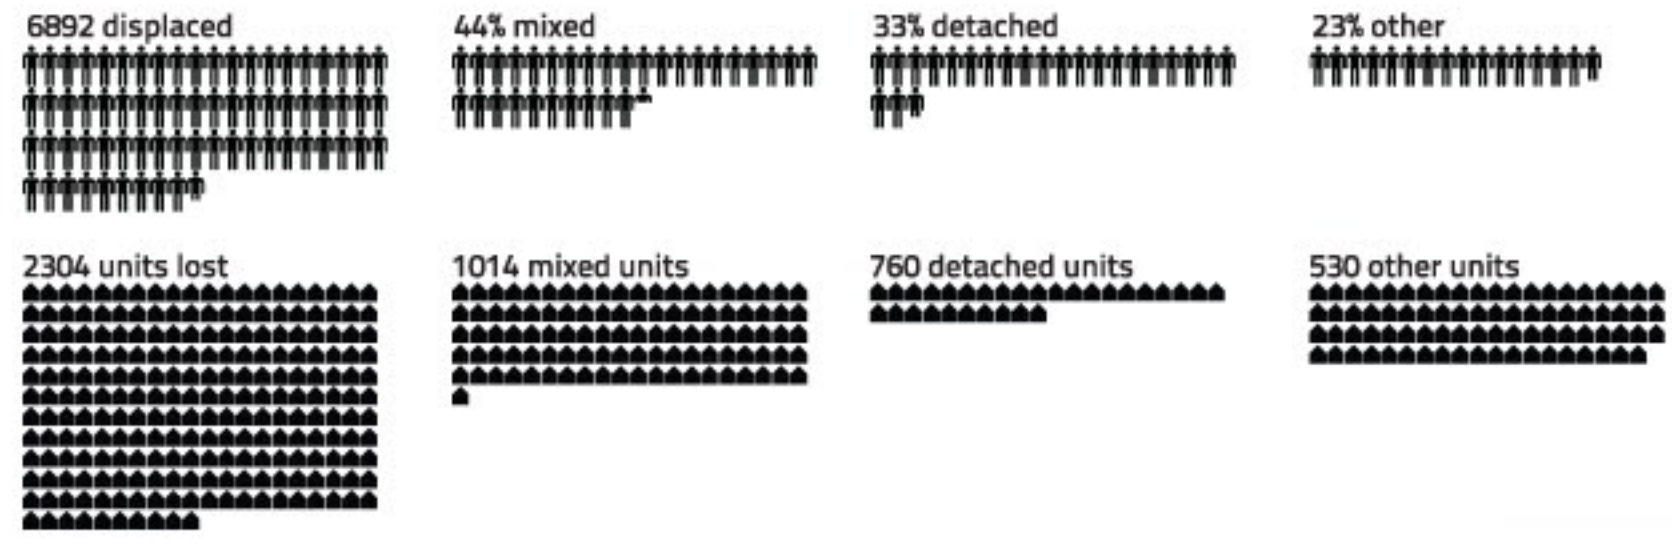 6892 displaced
44% mixed
33% detached
23% other
2304 units lost
1014 mixed units
760 detached units
530 other units